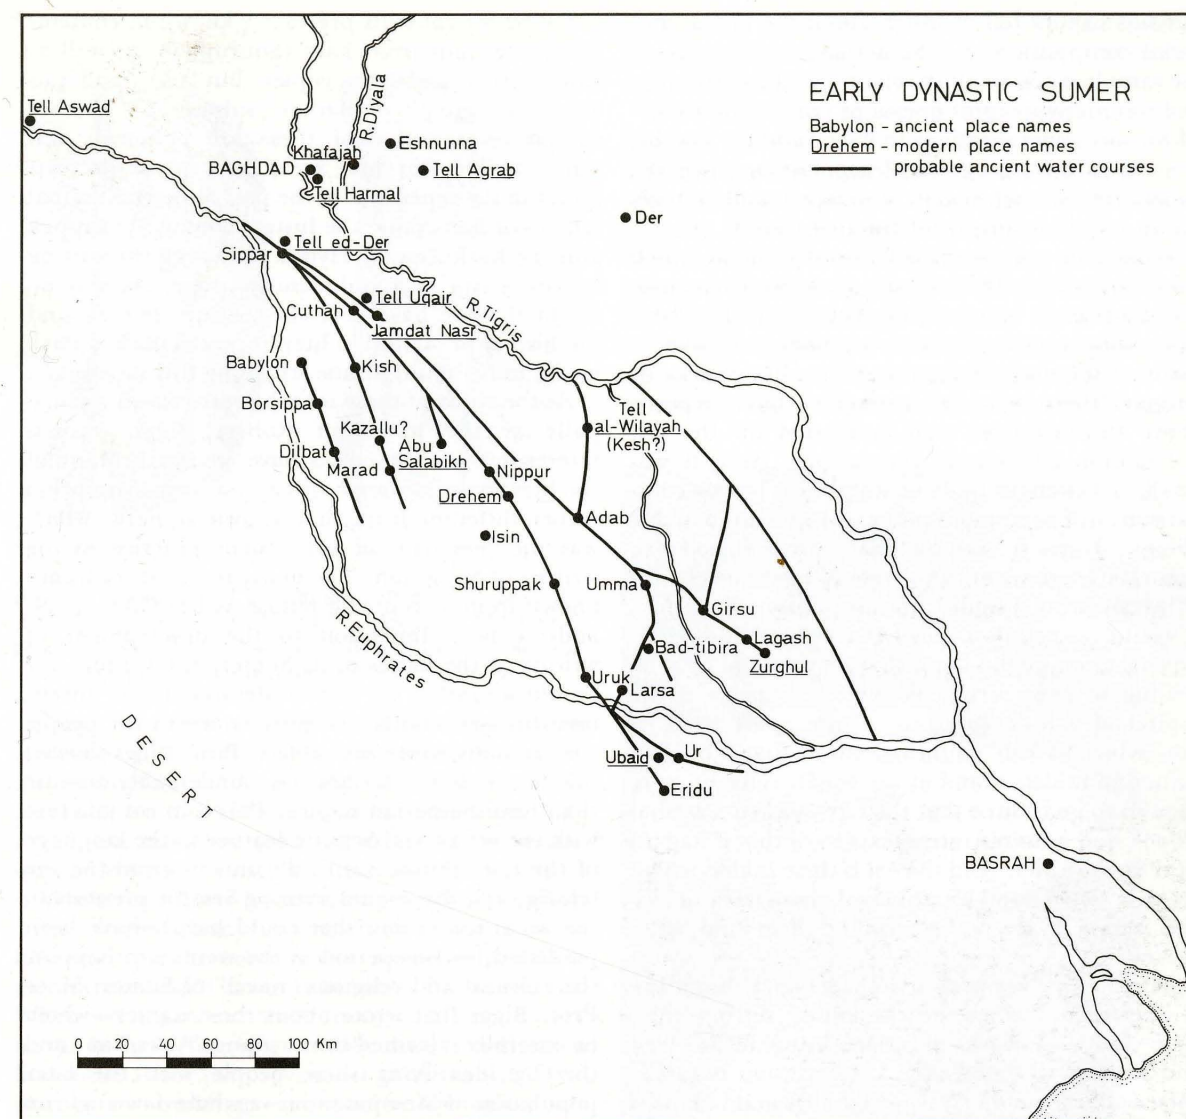 EARLY DYNASTIC SUMER
Babylon - ancient place names
Drehem - modern place names
probable ancient water courses
Tell Aswad
R. Diyala
Eshnunna
Khafajah
BAGHDAD
Tell Agrab
Tell Harmal
Der
Tell ed-Der
Sippar
Tell Uqair
R. Tigris
Cuthah
Jamdat Nasr
Babylon
Kish
Borsippa
Tell
al-Wilayah
(Kesh?)
Kazallu?
Abu
Salabikh
Dilbat
Marad
Nippur
Drehem
Adab
Isin
Shuruppak
Umma
Girsu
R. Euphrates
Lagash
Bad-tibira
Zurghul
Uruk
Larsa
DESERT
Ubaid
Ur
Eridu
BASRAH
0 20 40 60 80 100 Km